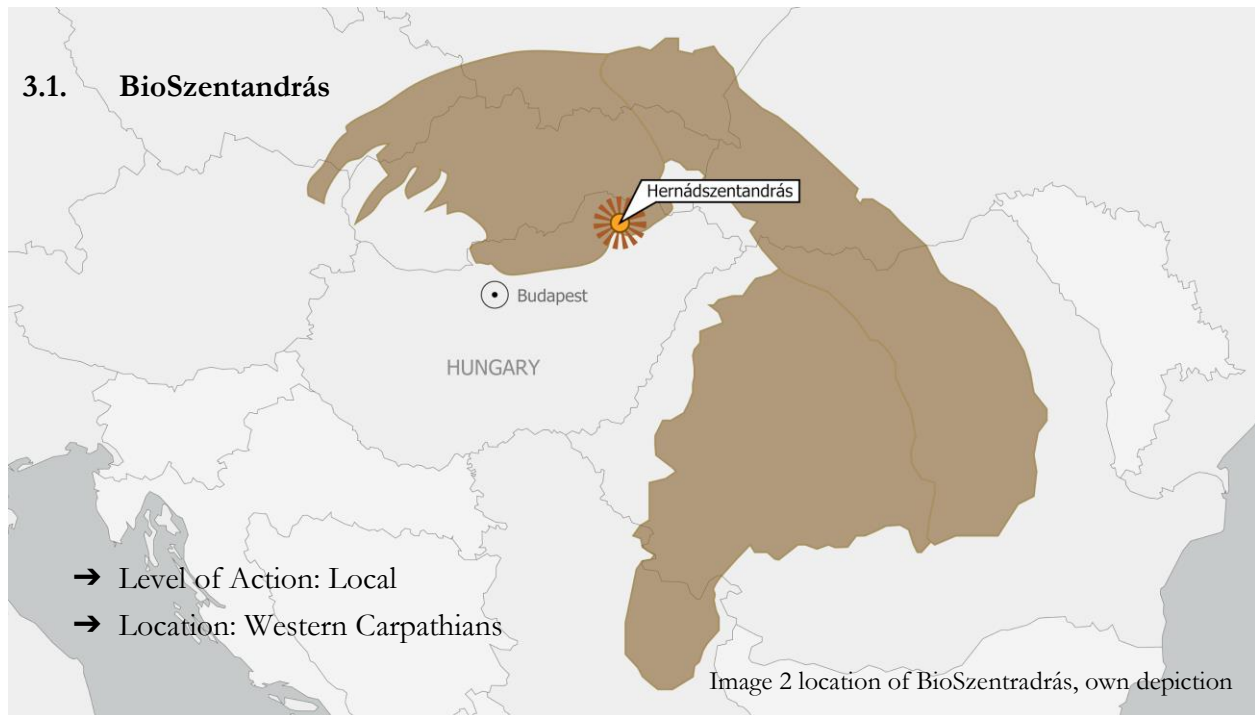 3.1. BioSzentandrás
Hernádszentandrás
Budapest
HUNGARY
➔ Level of Action: Local
➔ Location: Western Carpathians
Image 2 location of BioSzentradrás, own depiction